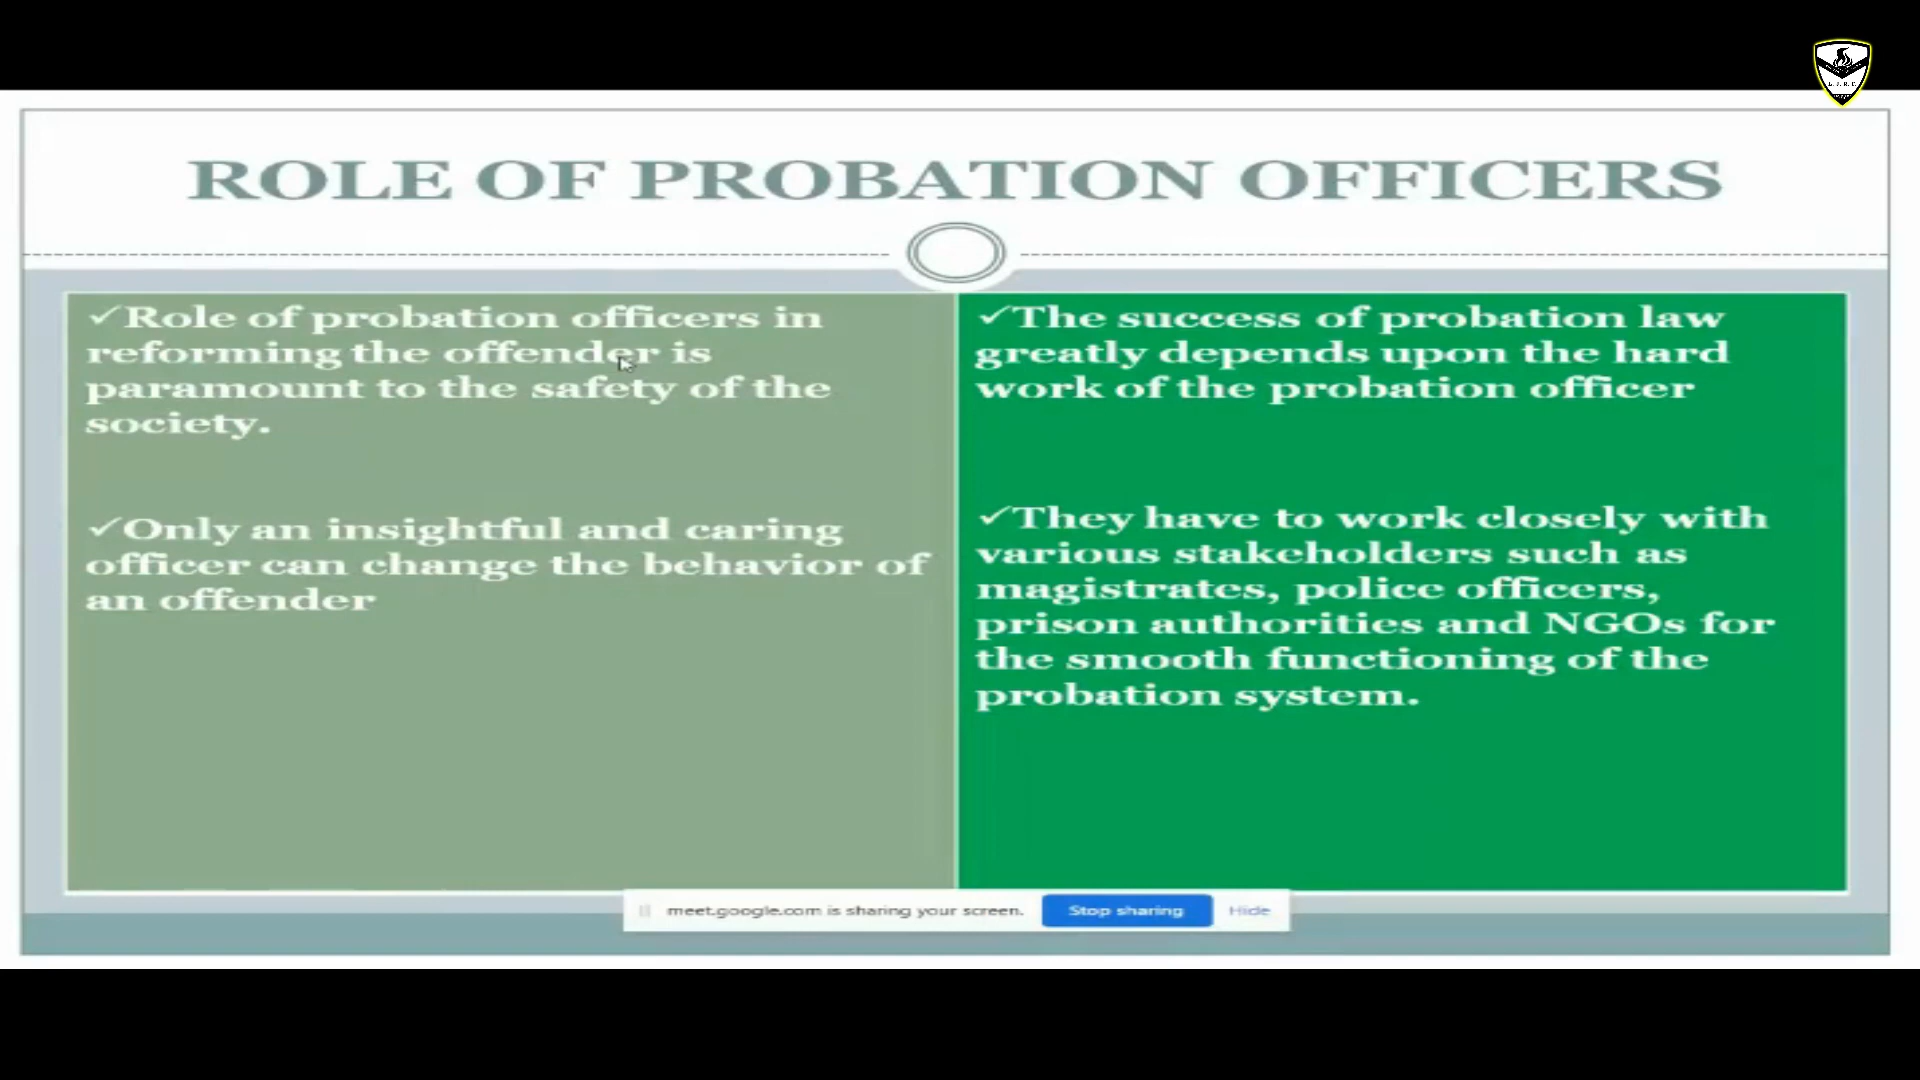 ROLE OF PROBATION OFFICERS
✓Role of probation officers in
reforming the offender is
paramount to the safety of the
society.
✓Only an insightful and caring
officer can change the behavior of
an offender
✓The success of probation law
greatly depends upon the hard
work of the probation officer
✓They have to work closely with
various stakeholders such as
magistrates, police officers,
prison authorities and NGOs for
the smooth functioning of the
probation system.
meet.google.com is sharing your screen. Stop sharing Hide